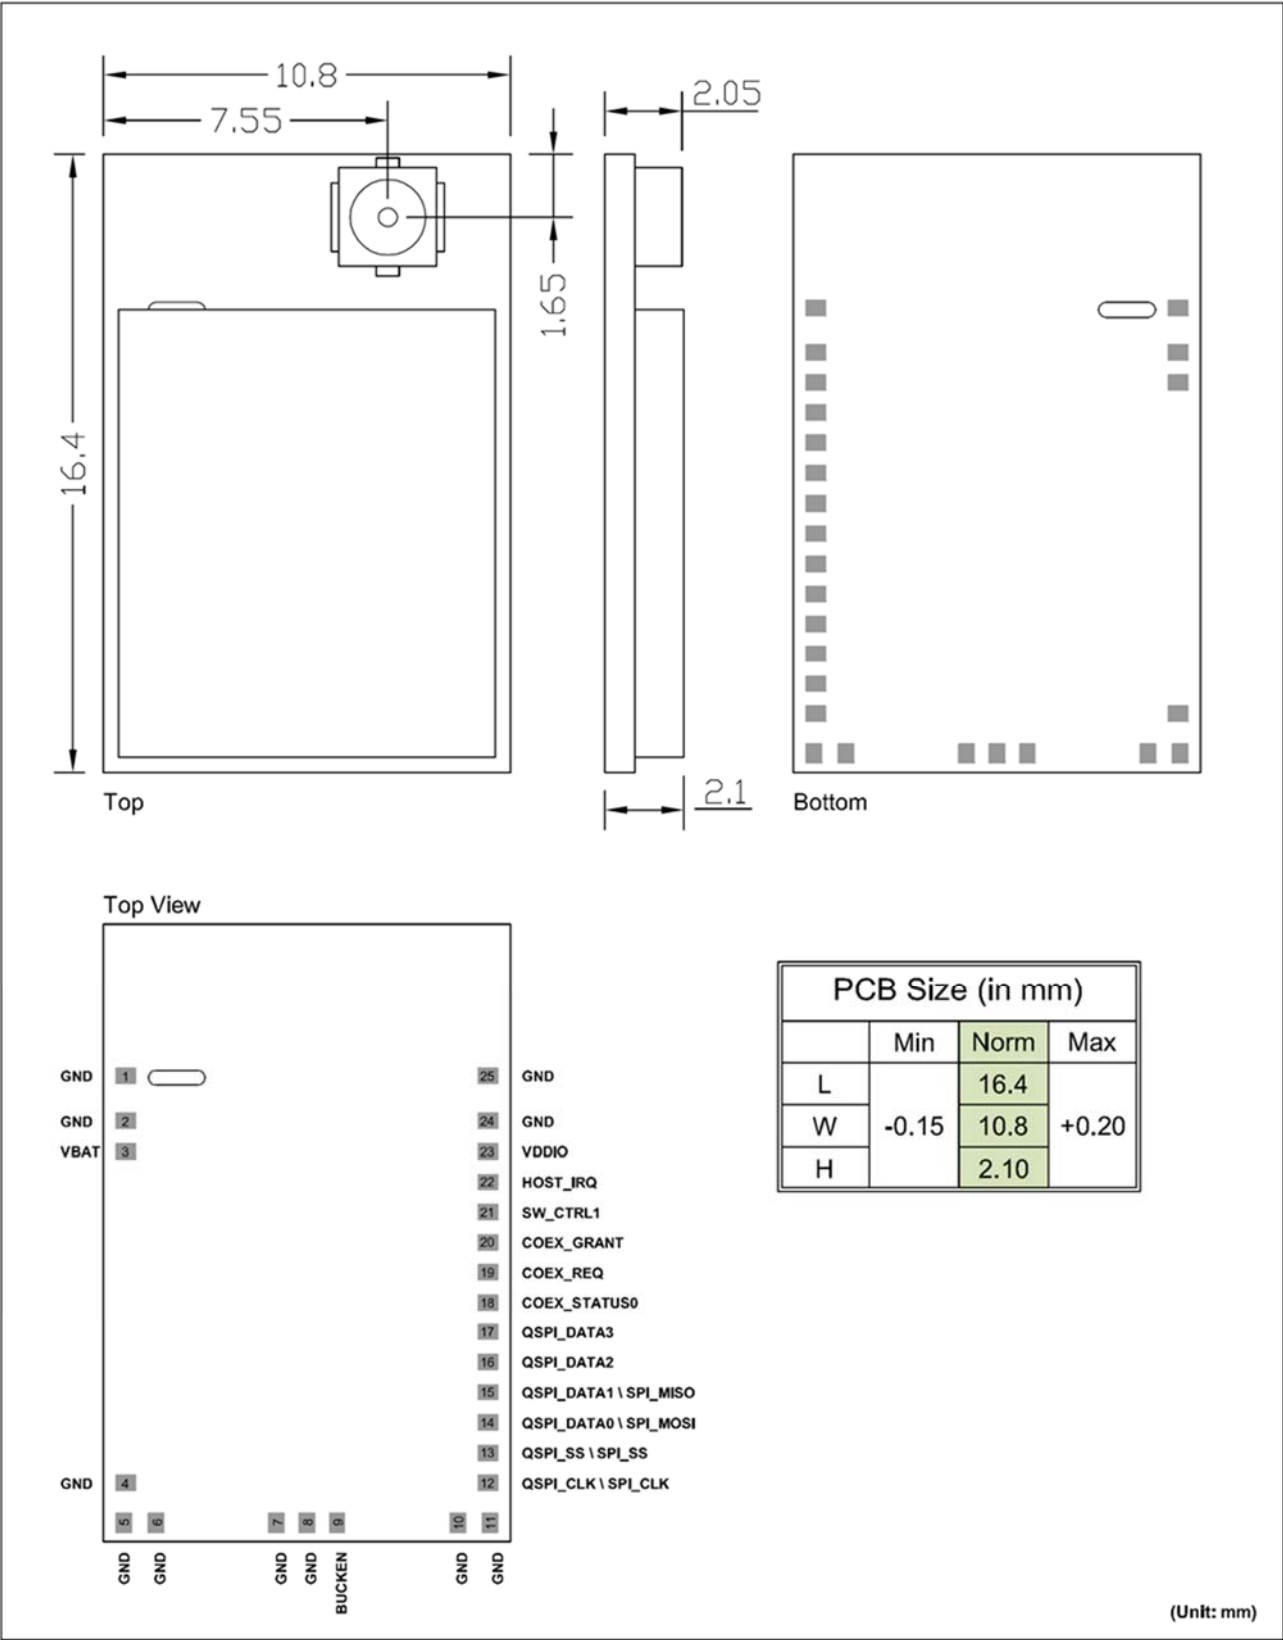 10.8
7.55
2.05
1.65
16.4
2.1
Top
Bottom
Top View
GND 1
GND 2
VBAT 3
GND 4
5 6 7 8 9 10 11
GND GND GND GND BUCKEN GND GND
25 GND
24 GND
23 VDDIO
22 HOST_IRQ
21 SW_CTRL1
20 COEX_GRANT
19 COEX_REQ
18 COEX_STATUS0
17 QSPI_DATA3
16 QSPI_DATA2
15 QSPI_DATA1 \ SPI_MISO
14 QSPI_DATA0 \ SPI_MOSI
13 QSPI_SS \ SPI_SS
12 QSPI_CLK \ SPI_CLK
PCB Size (in mm)
Min Norm Max
L 16.4
W -0.15 10.8 +0.20
H 2.10
(Unit: mm)